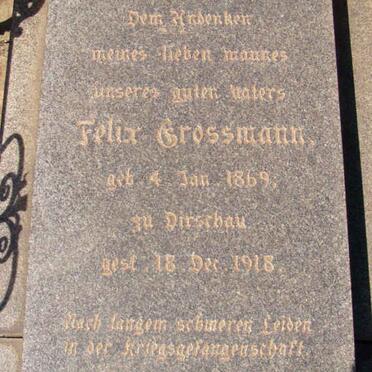 Dem Andenken
meines lieben mannes
unseres guten Vaters
Felix Grossmann.
geb. 4. Jan. 1869.
zu Dirschau
gest. 18. Dec. 1918.
Nach langem schweren Leiden
in der Kriegsgefangenschaft.